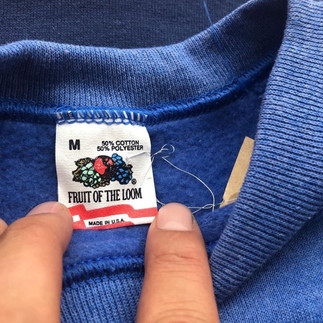 M
50% COTTON
50% POLYESTER
FRUIT OF THE LOOM
MADE IN U.S.A.